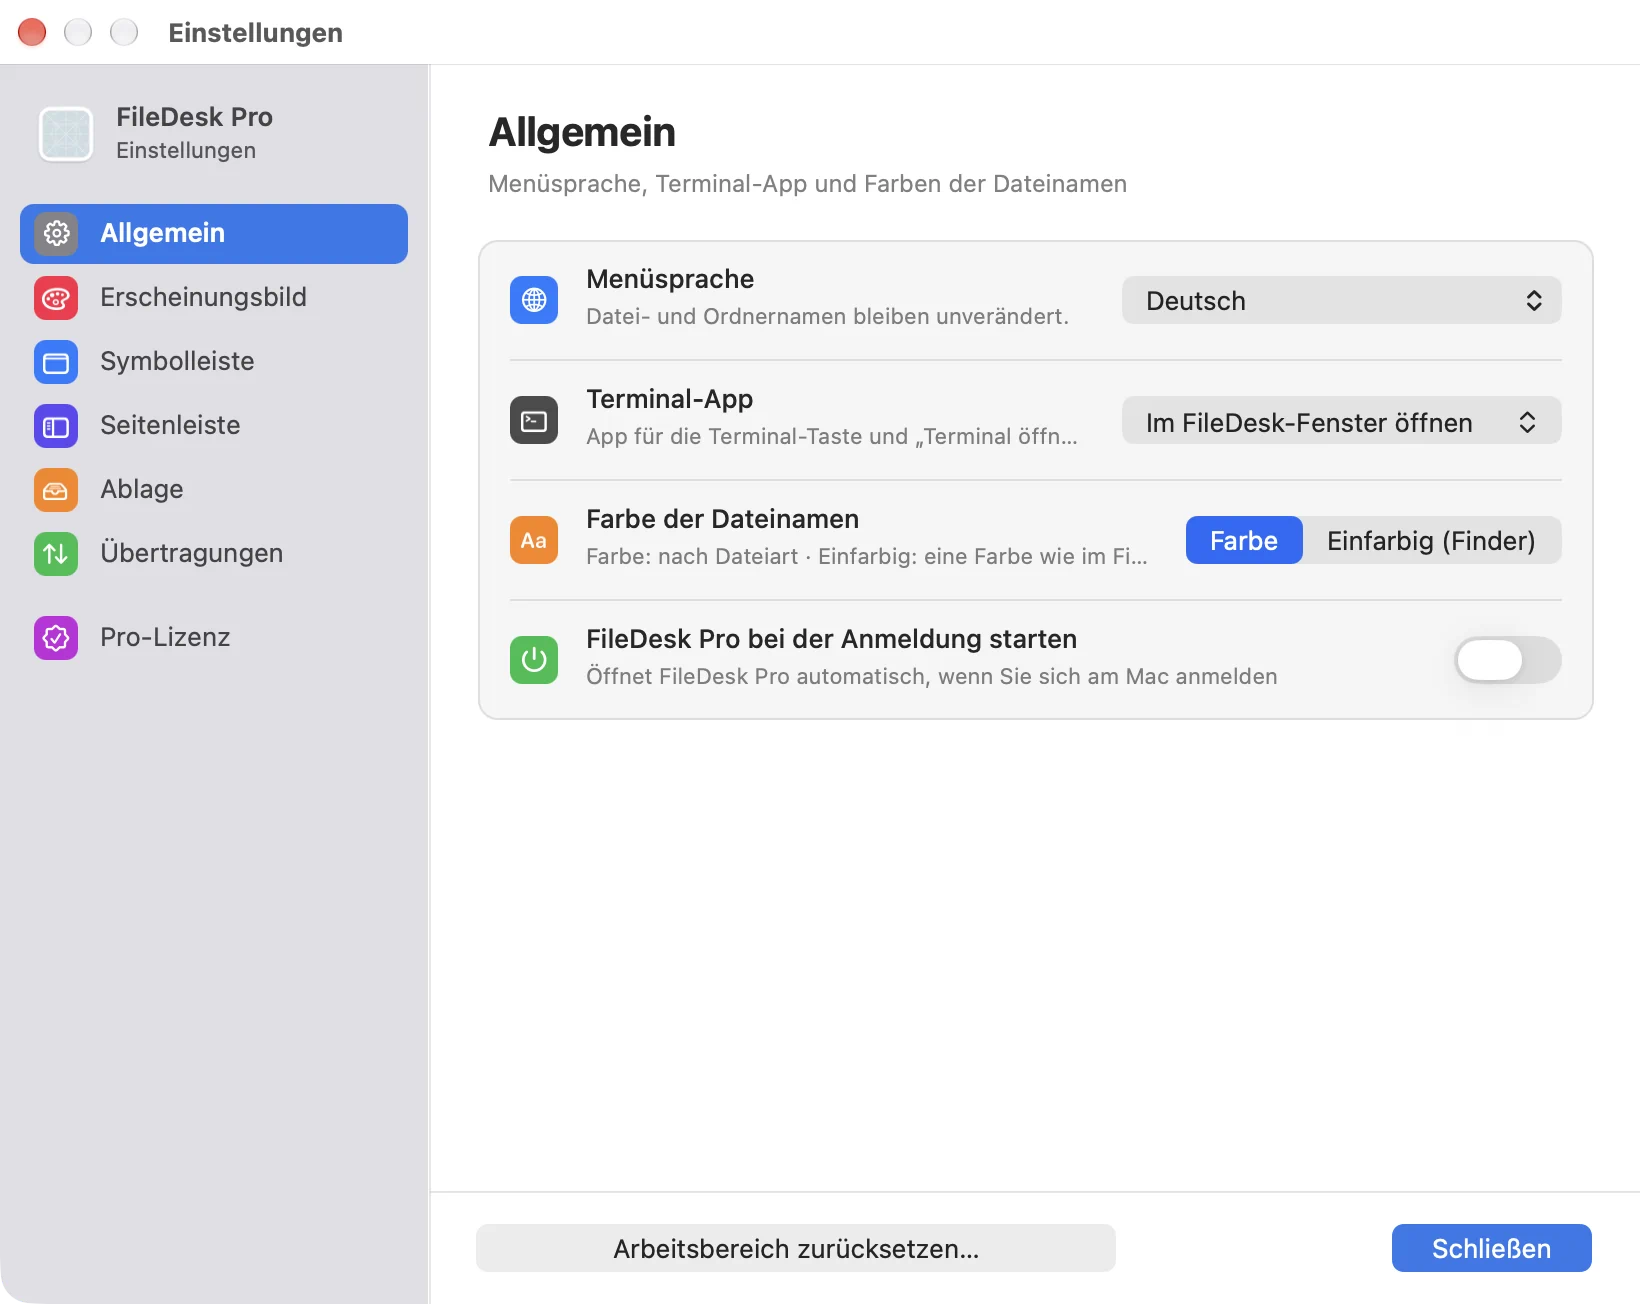 Einstellungen
FileDesk Pro
Einstellungen
Allgemein
Erscheinungsbild
Symbolleiste
Seitenleiste
Ablage
Übertragungen
Pro-Lizenz
Allgemein
Menüsprache, Terminal-App und Farben der Dateinamen
Menüsprache
Datei- und Ordnernamen bleiben unverändert.
Deutsch
Terminal-App
App für die Terminal-Taste und „Terminal öffn…
Im FileDesk-Fenster öffnen
Aa
Farbe der Dateinamen
Farbe: nach Dateiart · Einfarbig: eine Farbe wie im Fi…
Farbe
Einfarbig (Finder)
FileDesk Pro bei der Anmeldung starten
Öffnet FileDesk Pro automatisch, wenn Sie sich am Mac anmelden
Arbeitsbereich zurücksetzen…
Schließen